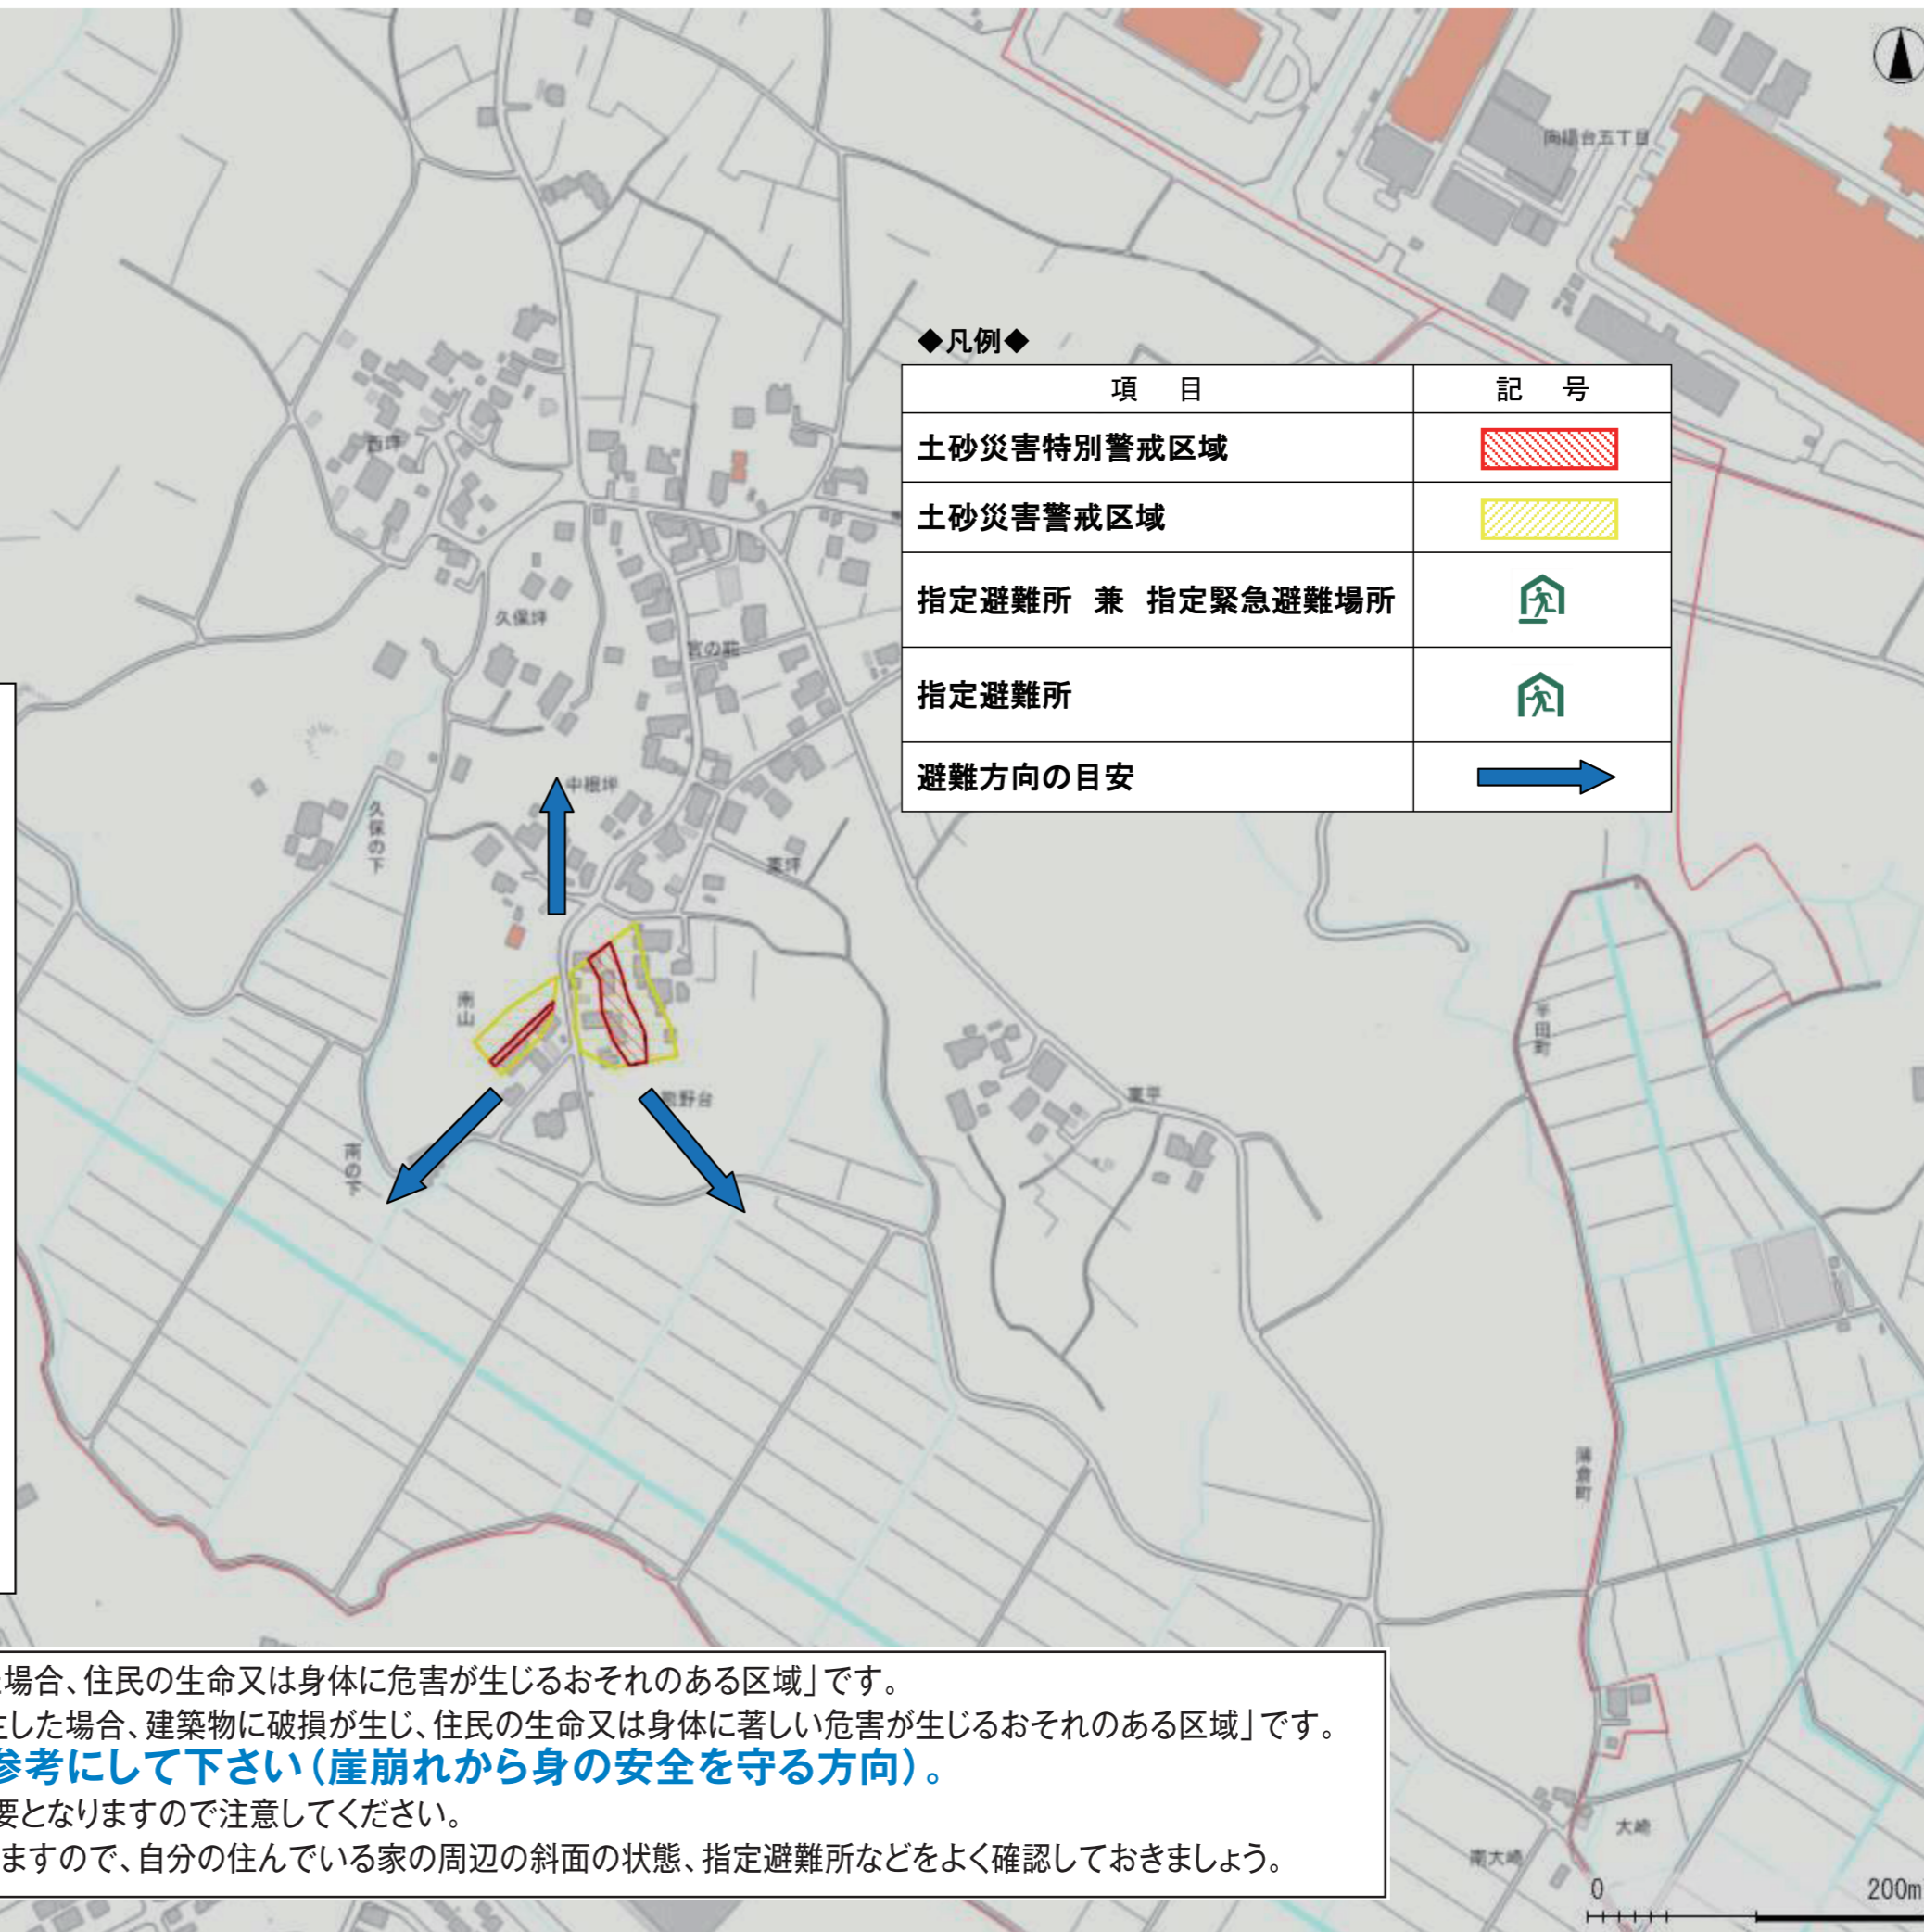 向陽台五丁目
◆凡例◆
項　目
記　号
土砂災害特別警戒区域
土砂災害警戒区域
指定避難所　兼　指定緊急避難場所
指定避難所
避難方向の目安
西坪
久保坪
宮の前
中根坪
久保の下
南山
熊野台
南の下
東平
半田町
薄倉町
大崎
南大崎
場合、住民の生命又は身体に危害が生じるおそれのある区域」です。
した場合、建築物に破損が生じ、住民の生命又は身体に著しい危害が生じるおそれのある区域」です。
参考にして下さい（崖崩れから身の安全を守る方向）。
要となりますので注意してください。
ますので、自分の住んでいる家の周辺の斜面の状態、指定避難所などをよく確認しておきましょう。
0
200m